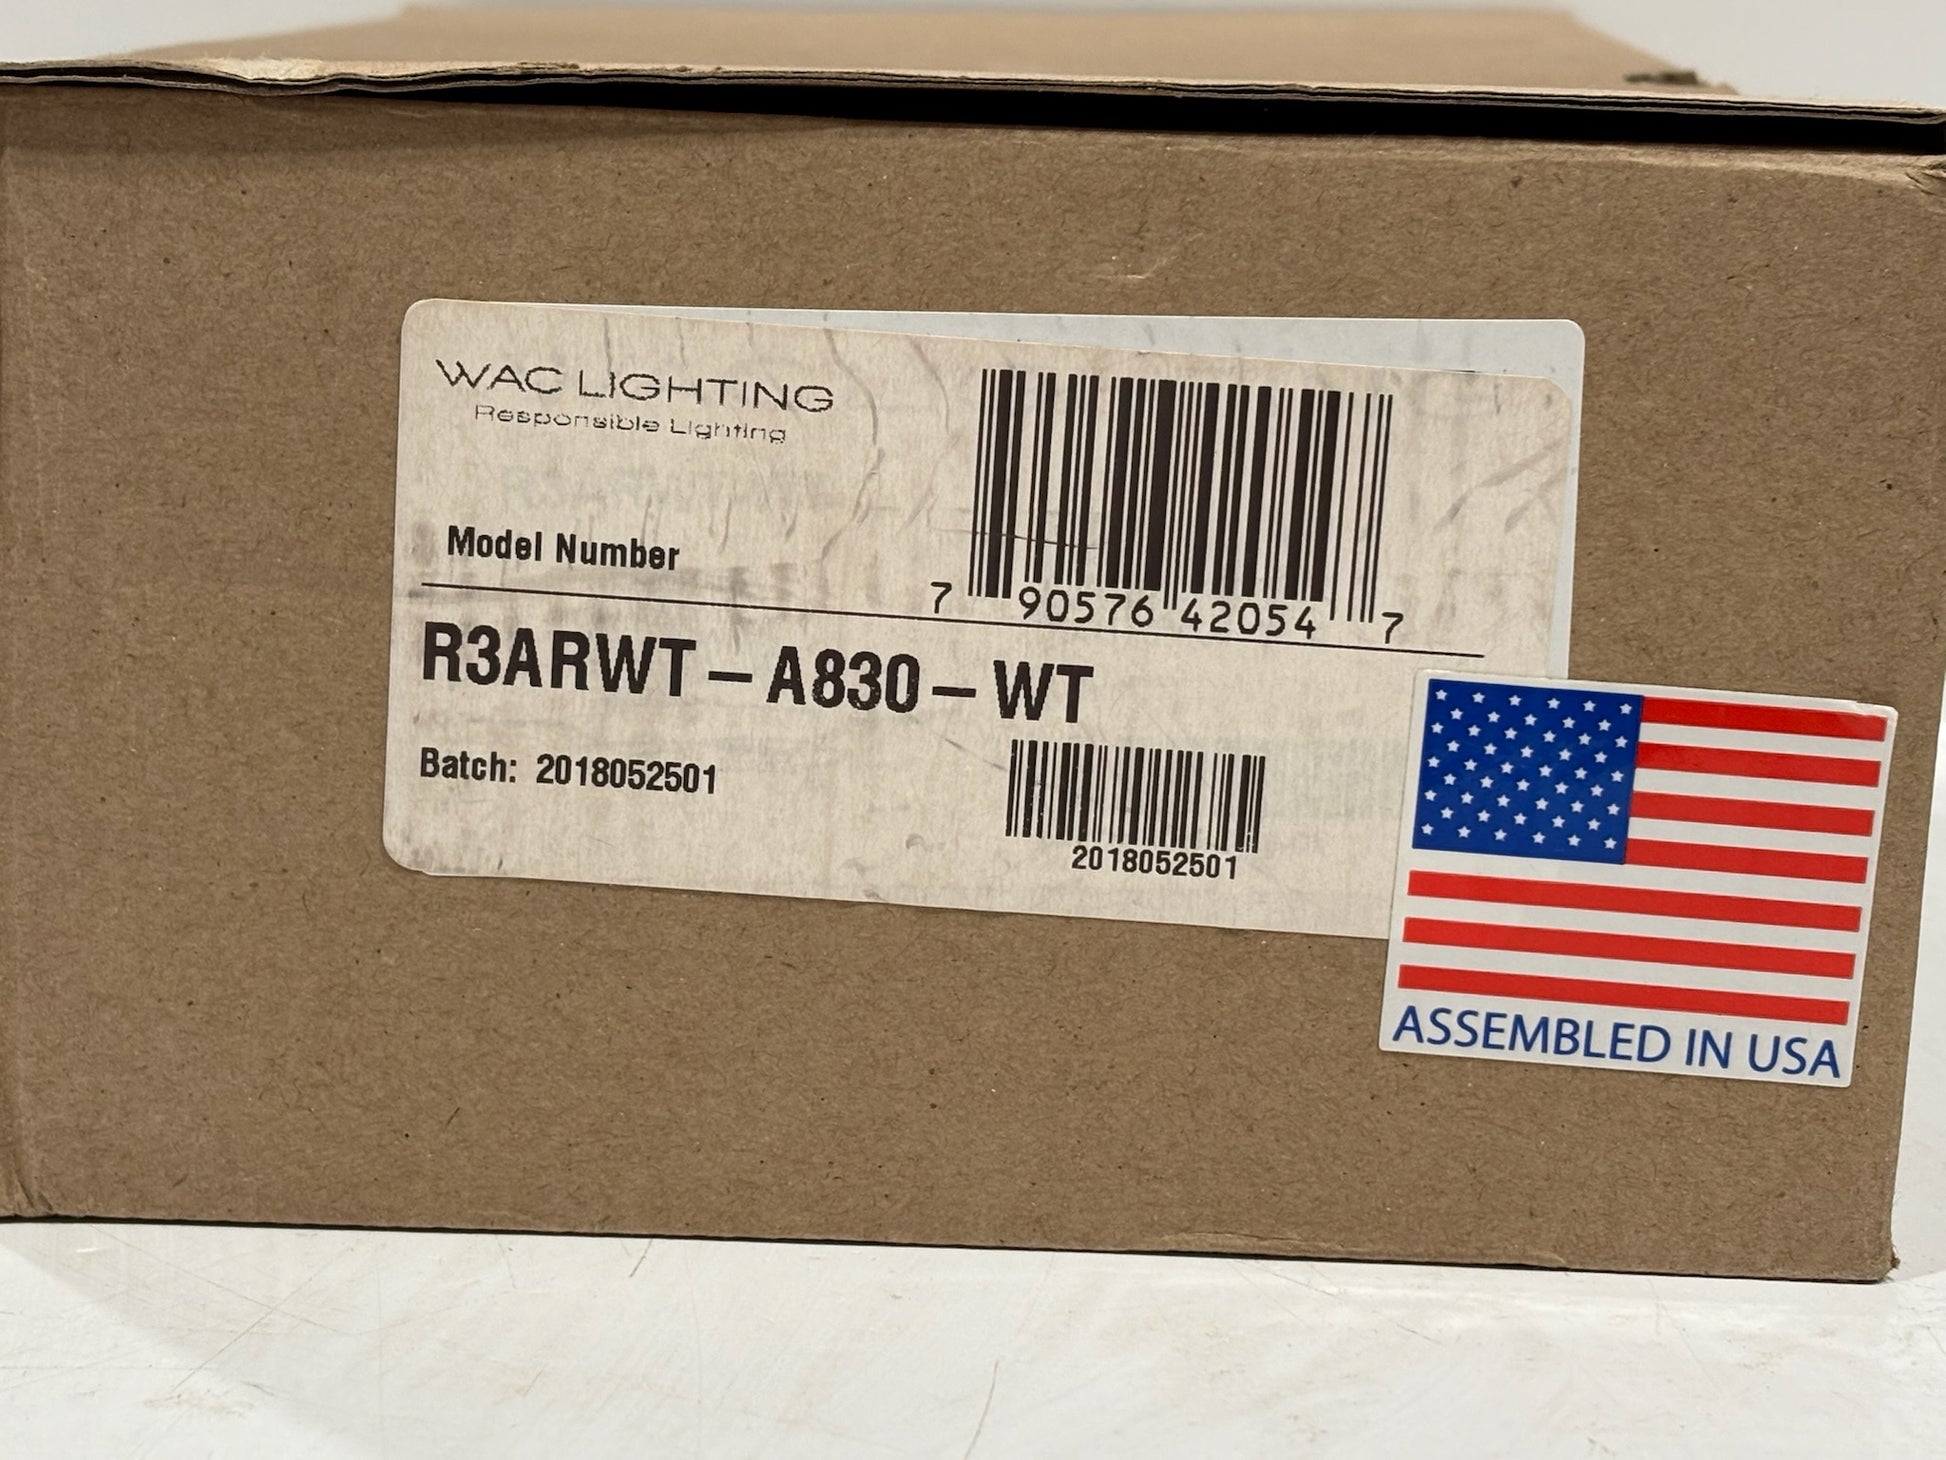 WAC LIGHTING
Responsible Lighting
7 90576 42054 7
Model Number
R3ARWT – A830 – WT
Batch: 2018052501
2018052501
ASSEMBLED IN USA